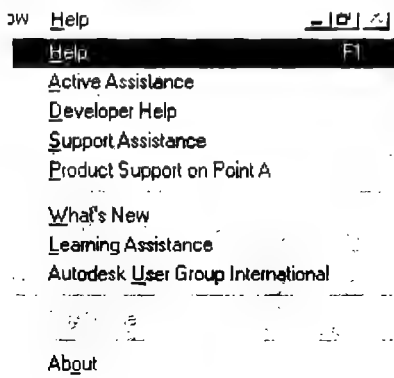 ow Help
Help F1
Active Assistance
Developer Help
Support Assistance
Product Support on Point A
What's New
Learning Assistance
Autodesk User Group International
About